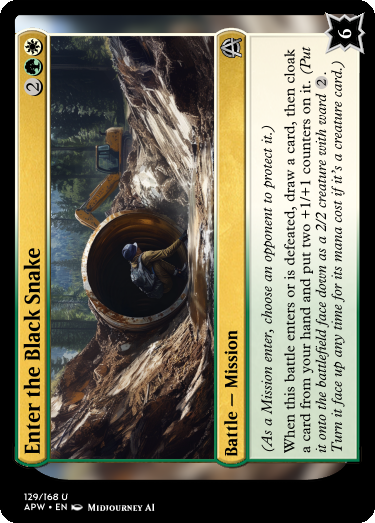 Enter the Black Snake
2
Battle — Mission
6
(As a Mission enter, choose an opponent to protect it.)
When this battle enters or is defeated, draw a card, then cloak
a card from your hand and put two +1/+1 counters on it. (Put
it onto the battlefield face down as a 2/2 creature with ward 2.
Turn it face up any time for its mana cost if it's a creature card.)
129/168 U
APW • EN Midjourney AI